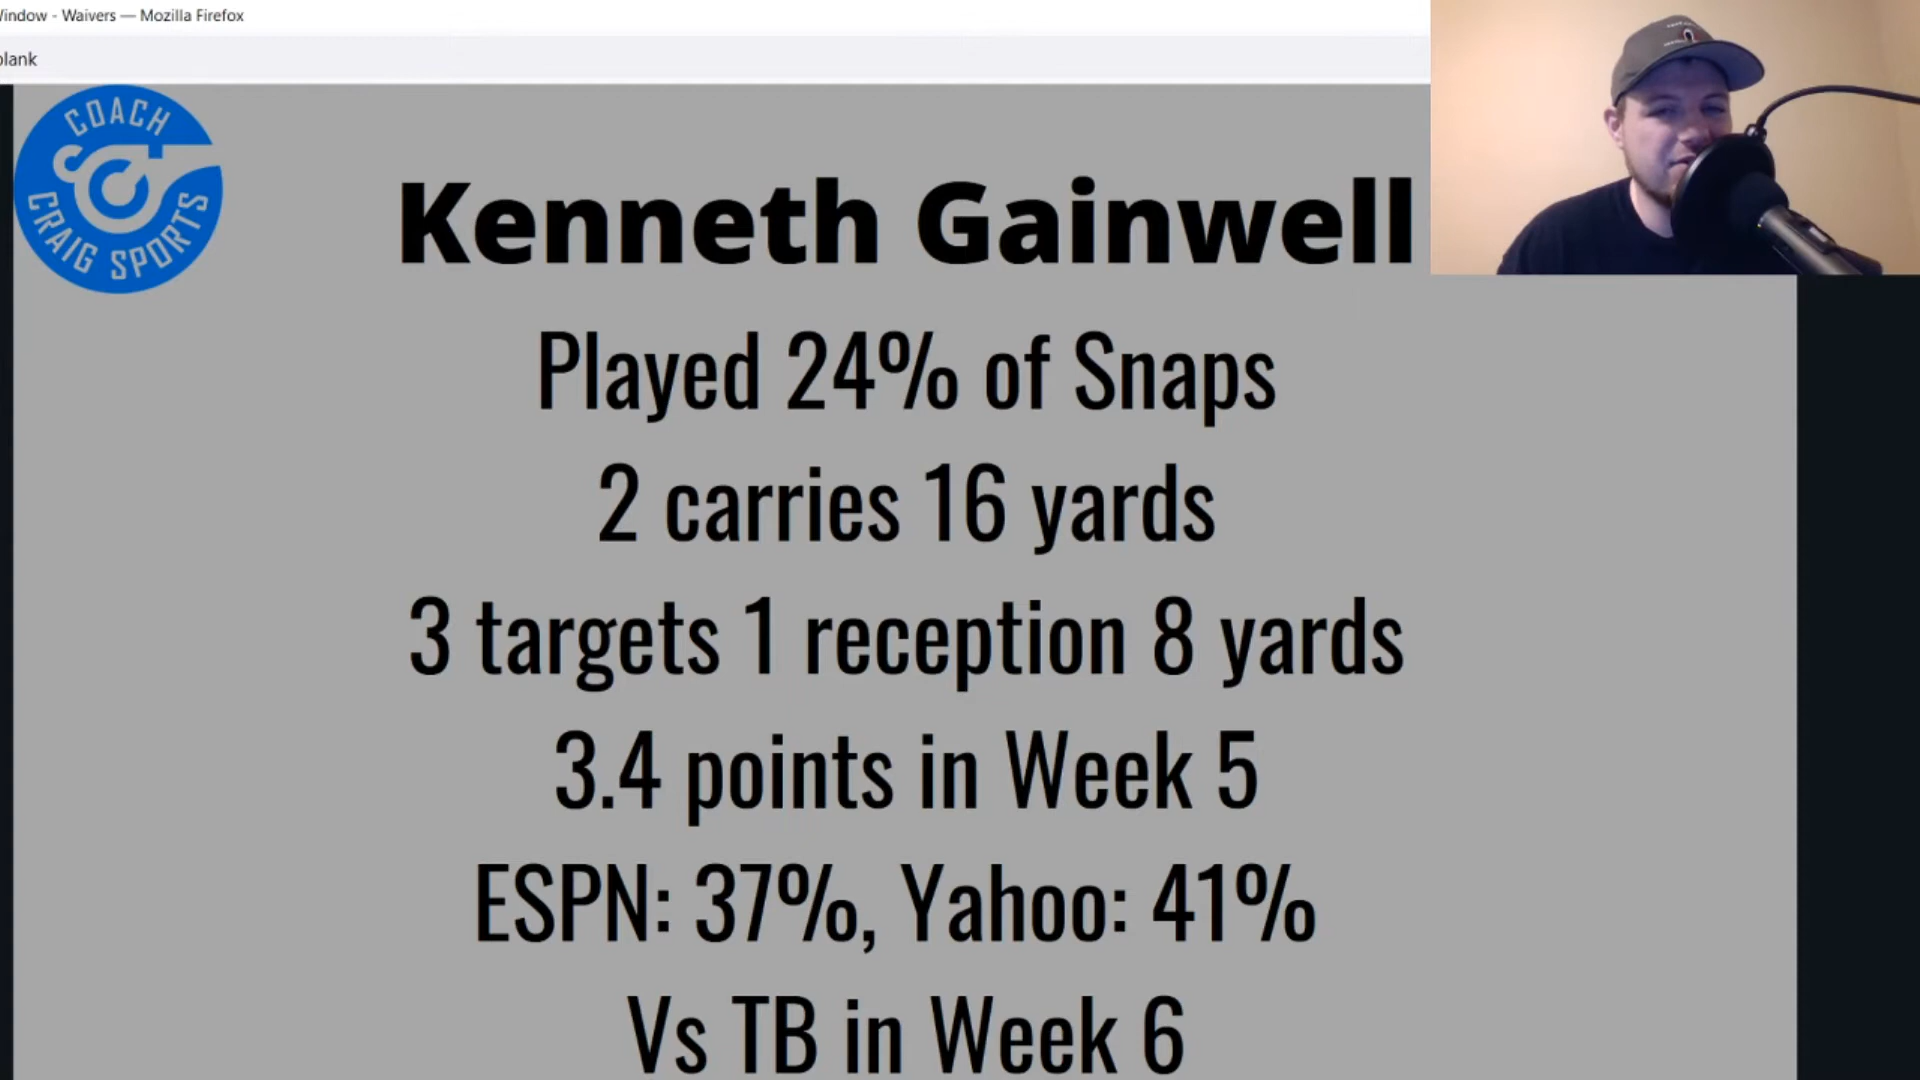 Window - Waivers — Mozilla Firefox
blank
COACH
CRAIG SPORTS
Kenneth Gainwell
Played 24% of Snaps
2 carries 16 yards
3 targets 1 reception 8 yards
3.4 points in Week 5
ESPN: 37%, Yahoo: 41%
Vs TB in Week 6